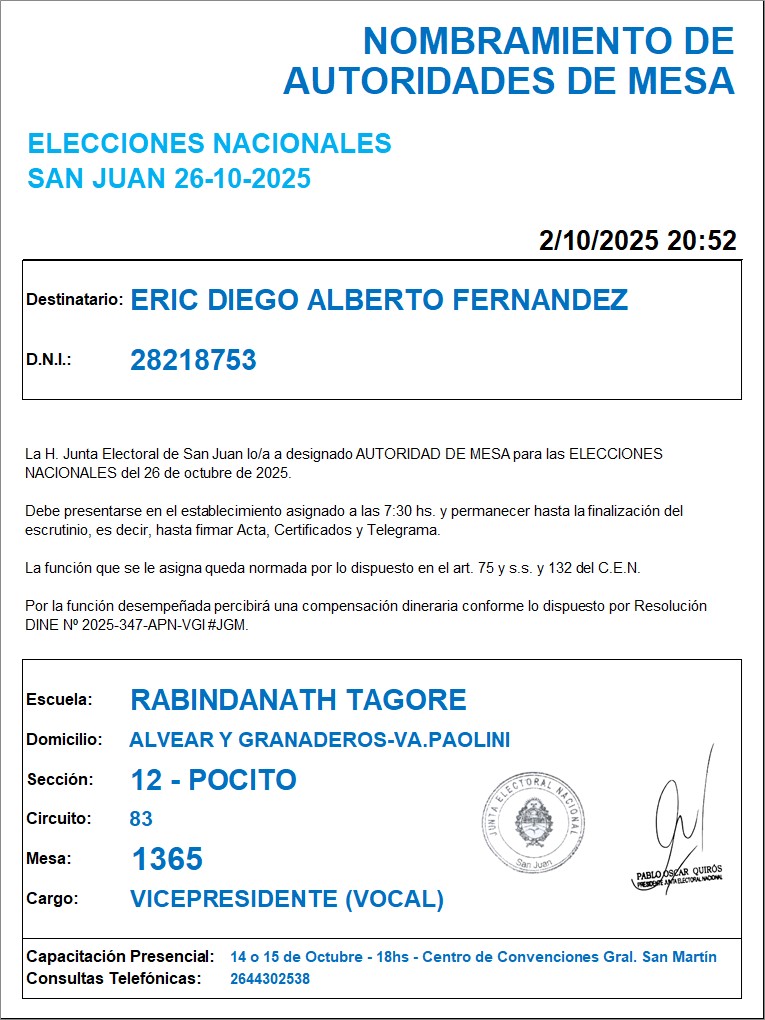 NOMBRAMIENTO DE
AUTORIDADES DE MESA
ELECCIONES NACIONALES
SAN JUAN 26-10-2025
2/10/2025 20:52
Destinatario: ERIC DIEGO ALBERTO FERNANDEZ
D.N.I.: 28218753
La H. Junta Electoral de San Juan lo/a a designado AUTORIDAD DE MESA para las ELECCIONES
NACIONALES del 26 de octubre de 2025.
Debe presentarse en el establecimiento asignado a las 7:30 hs. y permanecer hasta la finalización del
escrutinio, es decir, hasta firmar Acta, Certificados y Telegrama.
La función que se le asigna queda normada por lo dispuesto en el art. 75 y s.s. y 132 del C.E.N.
Por la función desempeñada percibirá una compensación dineraria conforme lo dispuesto por Resolución
DINE Nº 2025-347-APN-VGI#JGM.
Escuela: RABINDANATH TAGORE
Domicilio: ALVEAR Y GRANADEROS-VA.PAOLINI
Sección: 12 - POCITO
Circuito: 83
Mesa: 1365
Cargo: VICEPRESIDENTE (VOCAL)
JUNTA ELECTORAL NACIONAL
San Juan
PABLO OSCAR QUIRÓS
PRESIDENTE JUNTA ELECTORAL NACIONAL
Capacitación Presencial: 14 o 15 de Octubre - 18hs - Centro de Convenciones Gral. San Martín
Consultas Telefónicas: 2644302538